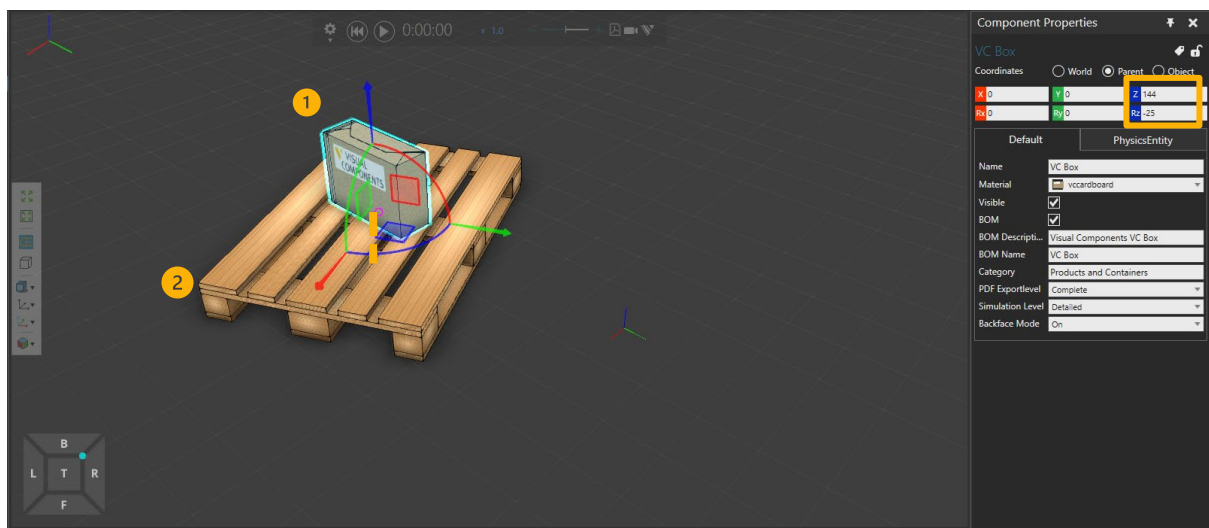 0:00:00
x 1.0
Component Properties
VC Box
Coordinates
World
Parent
Object
X 0
Y 0
Z 144
Rx 0
Ry 0
Rz -25
Default
PhysicsEntity
Name
VC Box
Material
vccardboard
Visible
BOM
BOM Descripti...
Visual Components VC Box
BOM Name
VC Box
Category
Products and Containers
PDF Exportlevel
Complete
Simulation Level
Detailed
Backface Mode
On
1
VISUAL
COMPONENTS
2
B
L T R
F